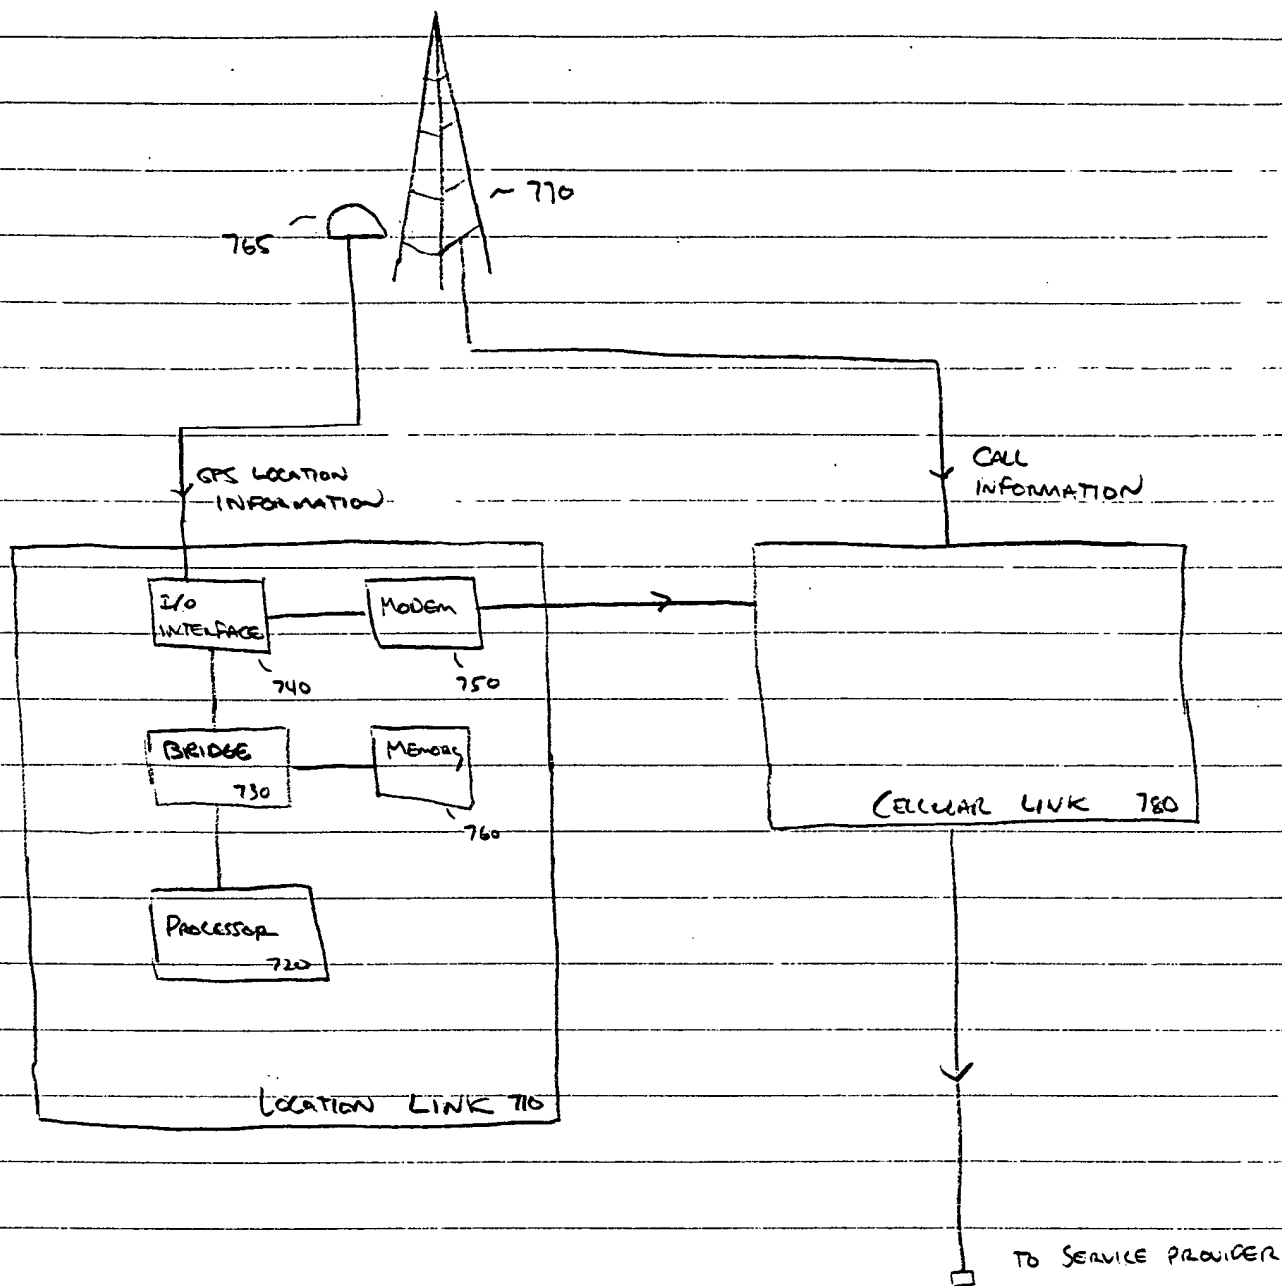 770
765
GPS LOCATION
INFORMATION
CALL
INFORMATION
I/O
INTERFACE
MODEM
740
750
BRIDGE
730
MEMORY
760
CELLULAR LINK 780
PROCESSOR
720
LOCATION LINK 710
TO SERVICE PROVIDER